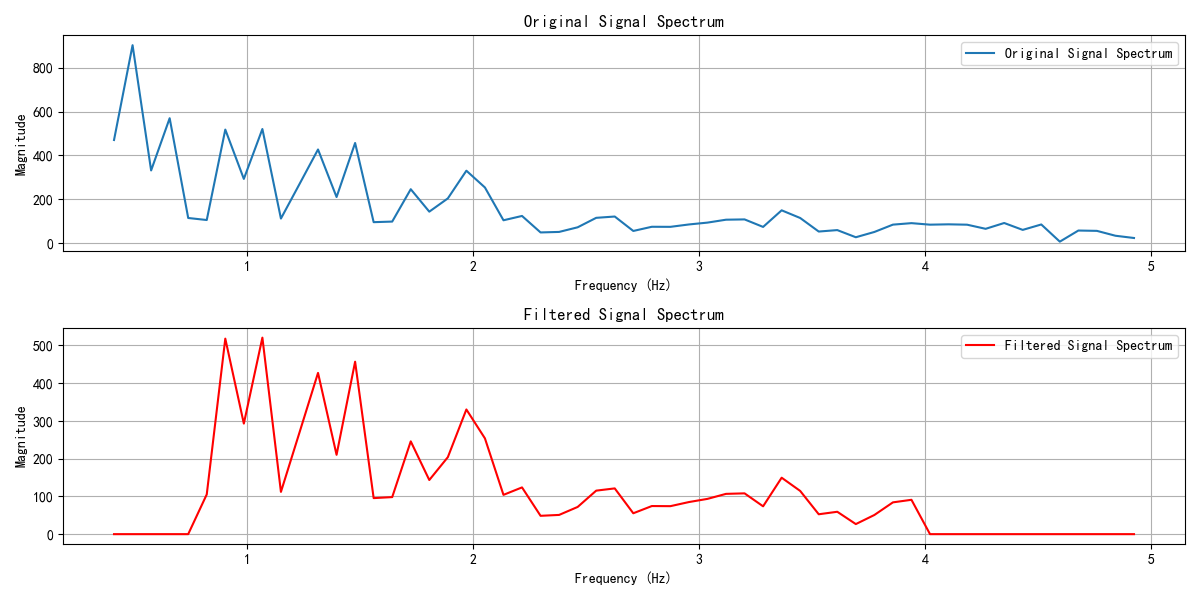 Original Signal Spectrum
Original Signal Spectrum
800
600
400
200
0
Magnitude
1 2 3 4 5
Frequency (Hz)
Filtered Signal Spectrum
Filtered Signal Spectrum
500
400
300
200
100
0
Magnitude
1 2 3 4 5
Frequency (Hz)